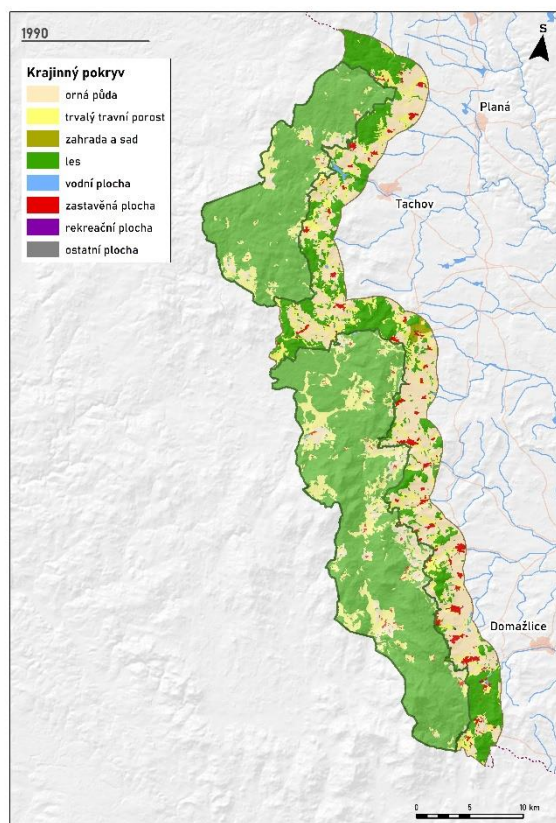 1990
S
Krajinný pokryv
orná půda
trvalý travní porost
zahrada a sad
les
vodní plocha
zastavěná plocha
rekreační plocha
ostatní plocha
Planá
Tachov
Domažlice
0 5 10 km